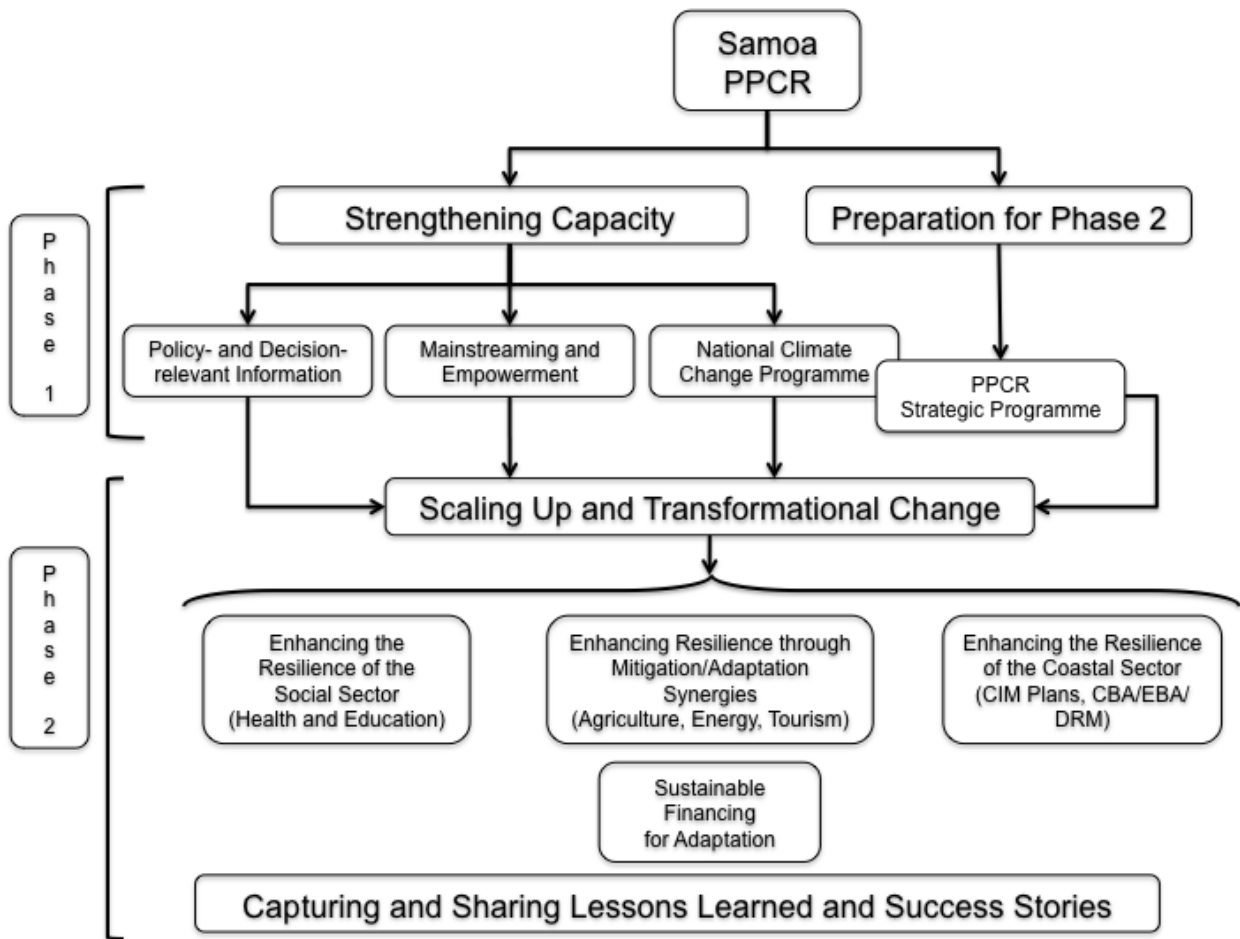 Samoa
PPCR
Strengthening Capacity
Preparation for Phase 2
Phase 1
Policy- and Decision-
relevant Information
Mainstreaming and
Empowerment
National Climate
Change Programme
PPCR
Strategic Programme
Scaling Up and Transformational Change
Phase 2
Enhancing the
Resilience of the
Social Sector
(Health and Education)
Enhancing Resilience through
Mitigation/Adaptation
Synergies
(Agriculture, Energy, Tourism)
Enhancing the Resilience
of the Coastal Sector
(CIM Plans, CBA/EBA/
DRM)
Sustainable
Financing
for Adaptation
Capturing and Sharing Lessons Learned and Success Stories